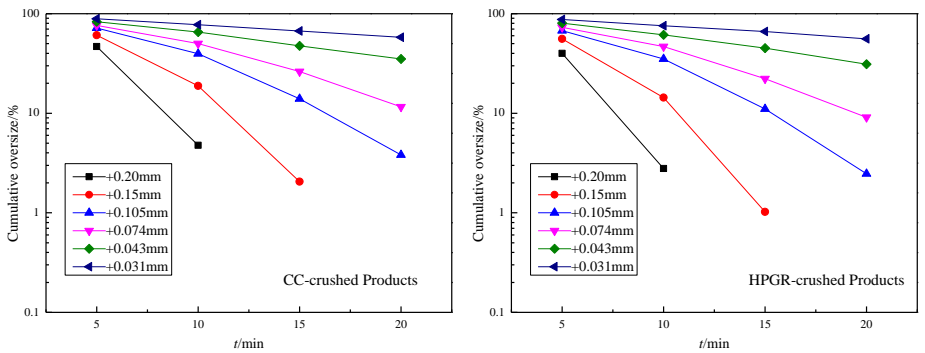 100
10
1
0.1
Cumulative oversize/%
+0.20mm
+0.15mm
+0.105mm
+0.074mm
+0.043mm
+0.031mm
CC-crushed Products
5 10 15 20
t/min
100
10
1
0.1
Cumulative oversize/%
+0.20mm
+0.15mm
+0.105mm
+0.074mm
+0.043mm
+0.031mm
HPGR-crushed Products
5 10 15 20
t/min